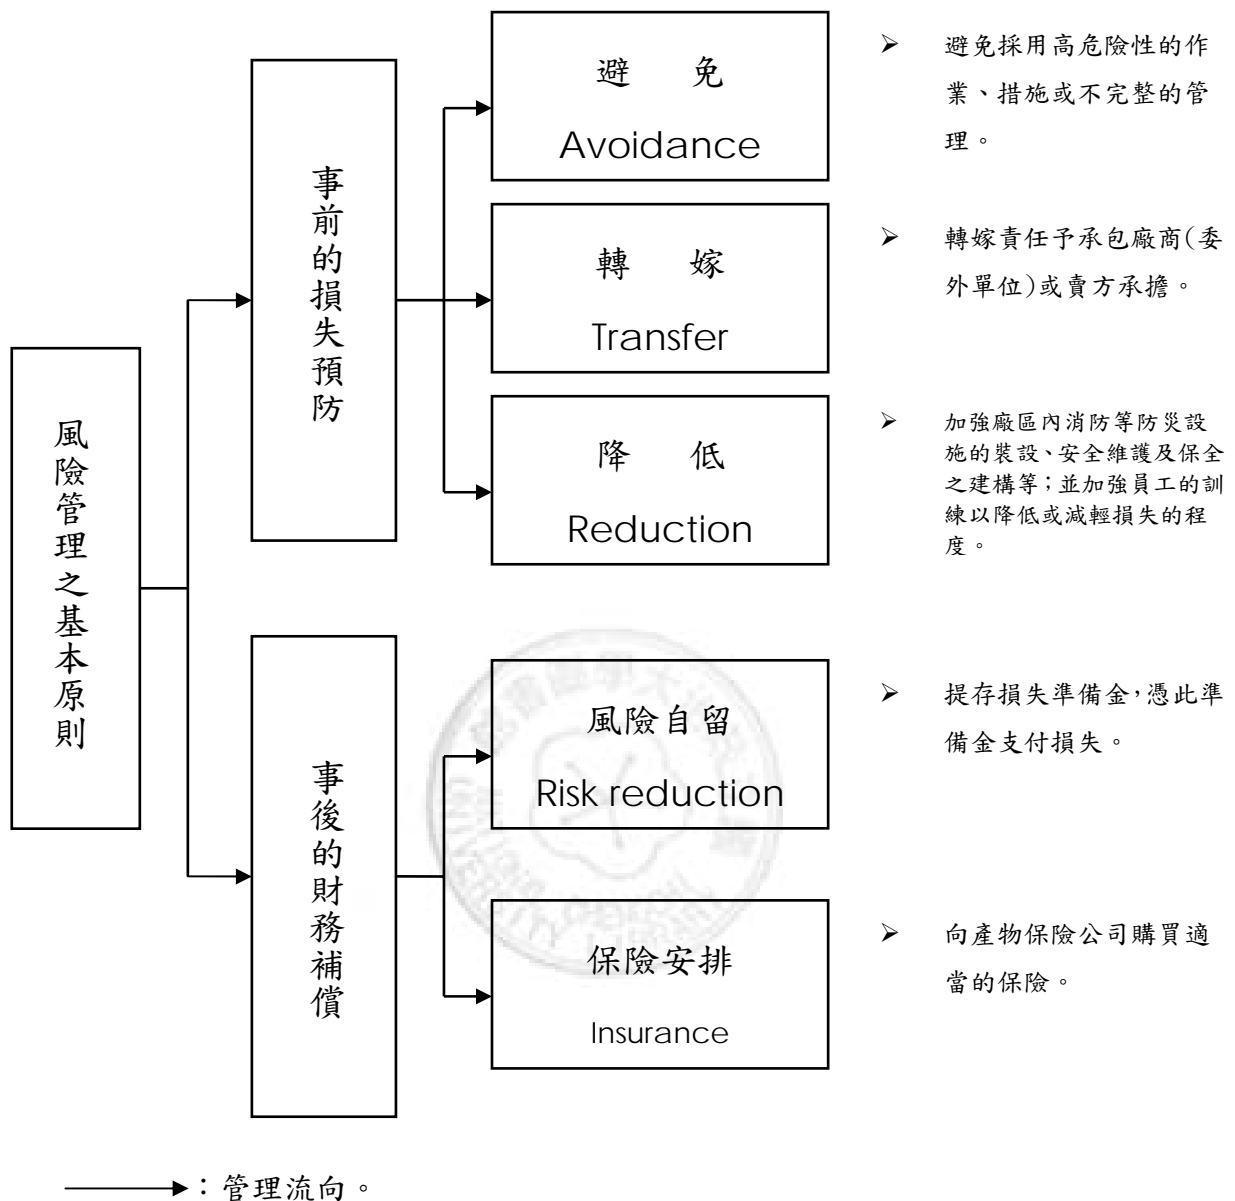 風險管理之基本原則
事前的損失預防
避 免
Avoidance
➢ 避免採用高危險性的作
業、措施或不完整的管
理。
轉 嫁
Transfer
➢ 轉嫁責任予承包廠商(委
外單位)或賣方承擔。
降 低
Reduction
➢ 加強廠區內消防等防災設
施的裝設、安全維護及保全
之建構等；並加強員工的訓
練以降低或減輕損失的程
度。
事後的財務補償
風險自留
Risk reduction
➢ 提存損失準備金，憑此準
備金支付損失。
保險安排
Insurance
➢ 向產物保險公司購買適
當的保險。
：管理流向。